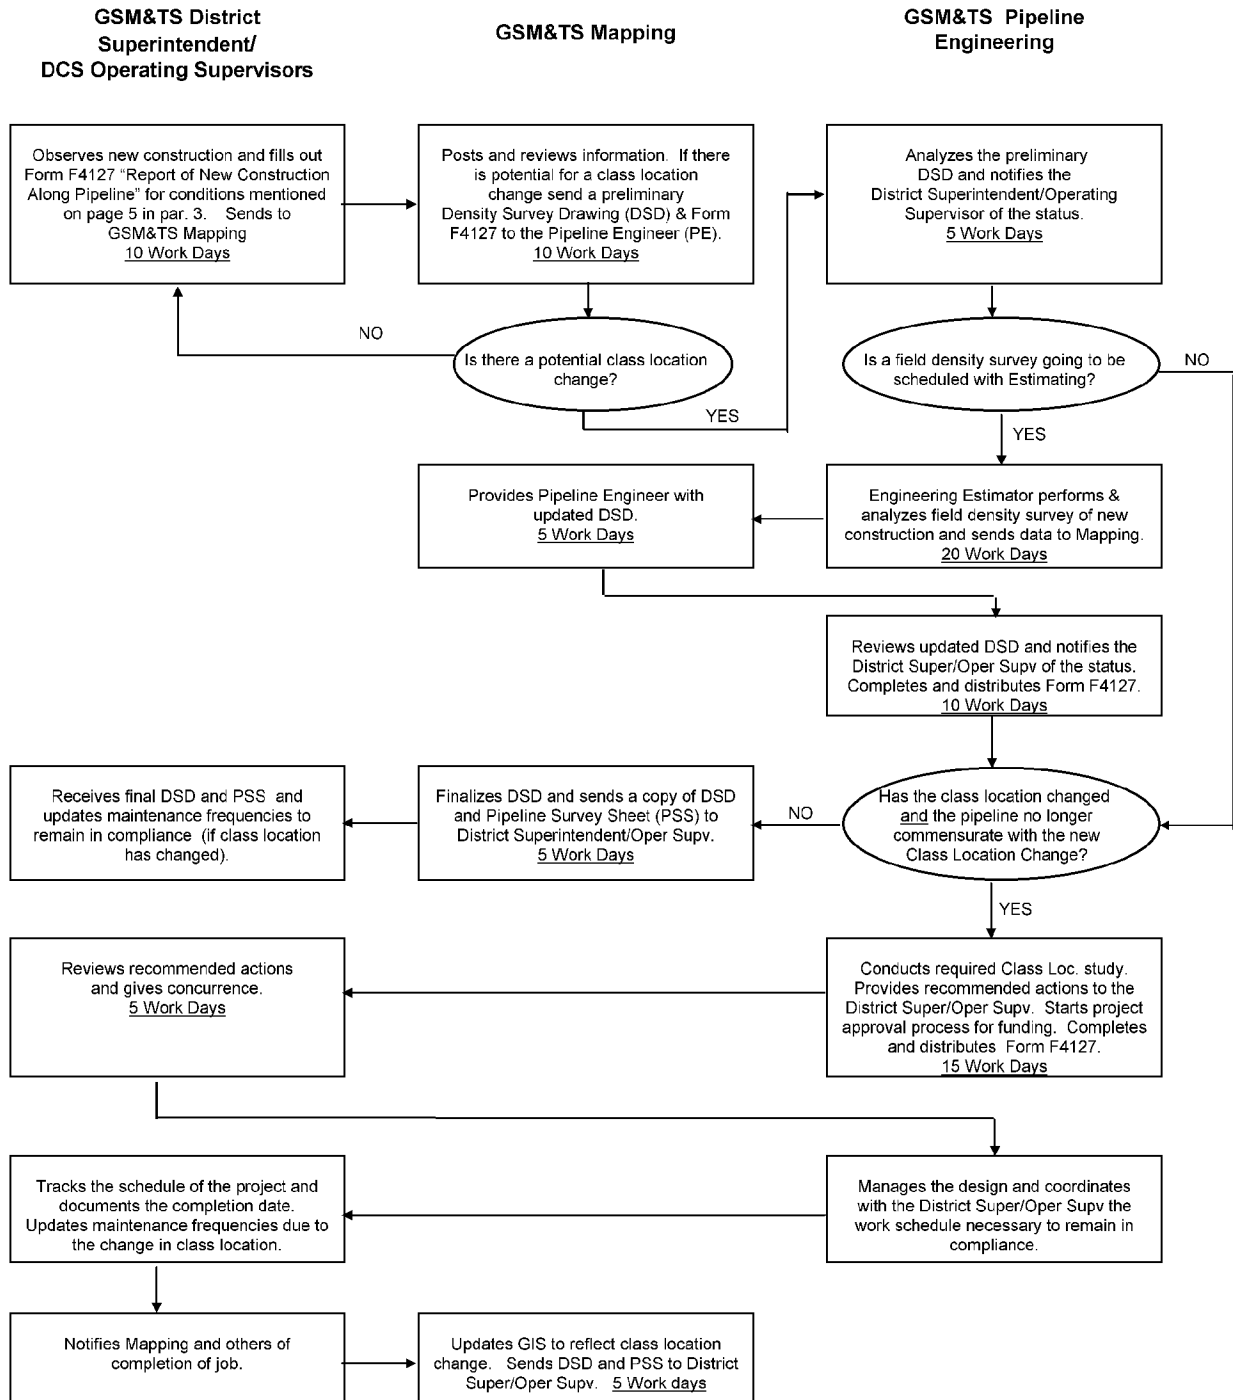 GSM&TS District
Superintendent/
DCS Operating Supervisors
GSM&TS Mapping
GSM&TS Pipeline
Engineering
Observes new construction and fills out
Form F4127 “Report of New Construction
Along Pipeline” for conditions mentioned
on page 5 in par. 3. Sends to
GSM&TS Mapping
10 Work Days
Posts and reviews information. If there
is potential for a class location
change send a preliminary
Density Survey Drawing (DSD) & Form
F4127 to the Pipeline Engineer (PE).
10 Work Days
Analyzes the preliminary
DSD and notifies the
District Superintendent/Operating
Supervisor of the status.
5 Work Days
NO
Is there a potential class location
change?
YES
Is a field density survey going to be
scheduled with Estimating?
NO
YES
Provides Pipeline Engineer with
updated DSD.
5 Work Days
Engineering Estimator performs &
analyzes field density survey of new
construction and sends data to Mapping.
20 Work Days
Reviews updated DSD and notifies the
District Super/Oper Supv of the status.
Completes and distributes Form F4127.
10 Work Days
Receives final DSD and PSS and
updates maintenance frequencies to
remain in compliance (if class location
has changed).
Finalizes DSD and sends a copy of DSD
and Pipeline Survey Sheet (PSS) to
District Superintendent/Oper Supv.
5 Work Days
NO
Has the class location changed
and the pipeline no longer
commensurate with the new
Class Location Change?
YES
Reviews recommended actions
and gives concurrence.
5 Work Days
Conducts required Class Loc. study.
Provides recommended actions to the
District Super/Oper Supv. Starts project
approval process for funding. Completes
and distributes Form F4127.
15 Work Days
Tracks the schedule of the project and
documents the completion date.
Updates maintenance frequencies due to
the change in class location.
Manages the design and coordinates
with the District Super/Oper Supv the
work schedule necessary to remain in
compliance.
Notifies Mapping and others of
completion of job.
Updates GIS to reflect class location
change. Sends DSD and PSS to District
Super/Oper Supv. 5 Work days